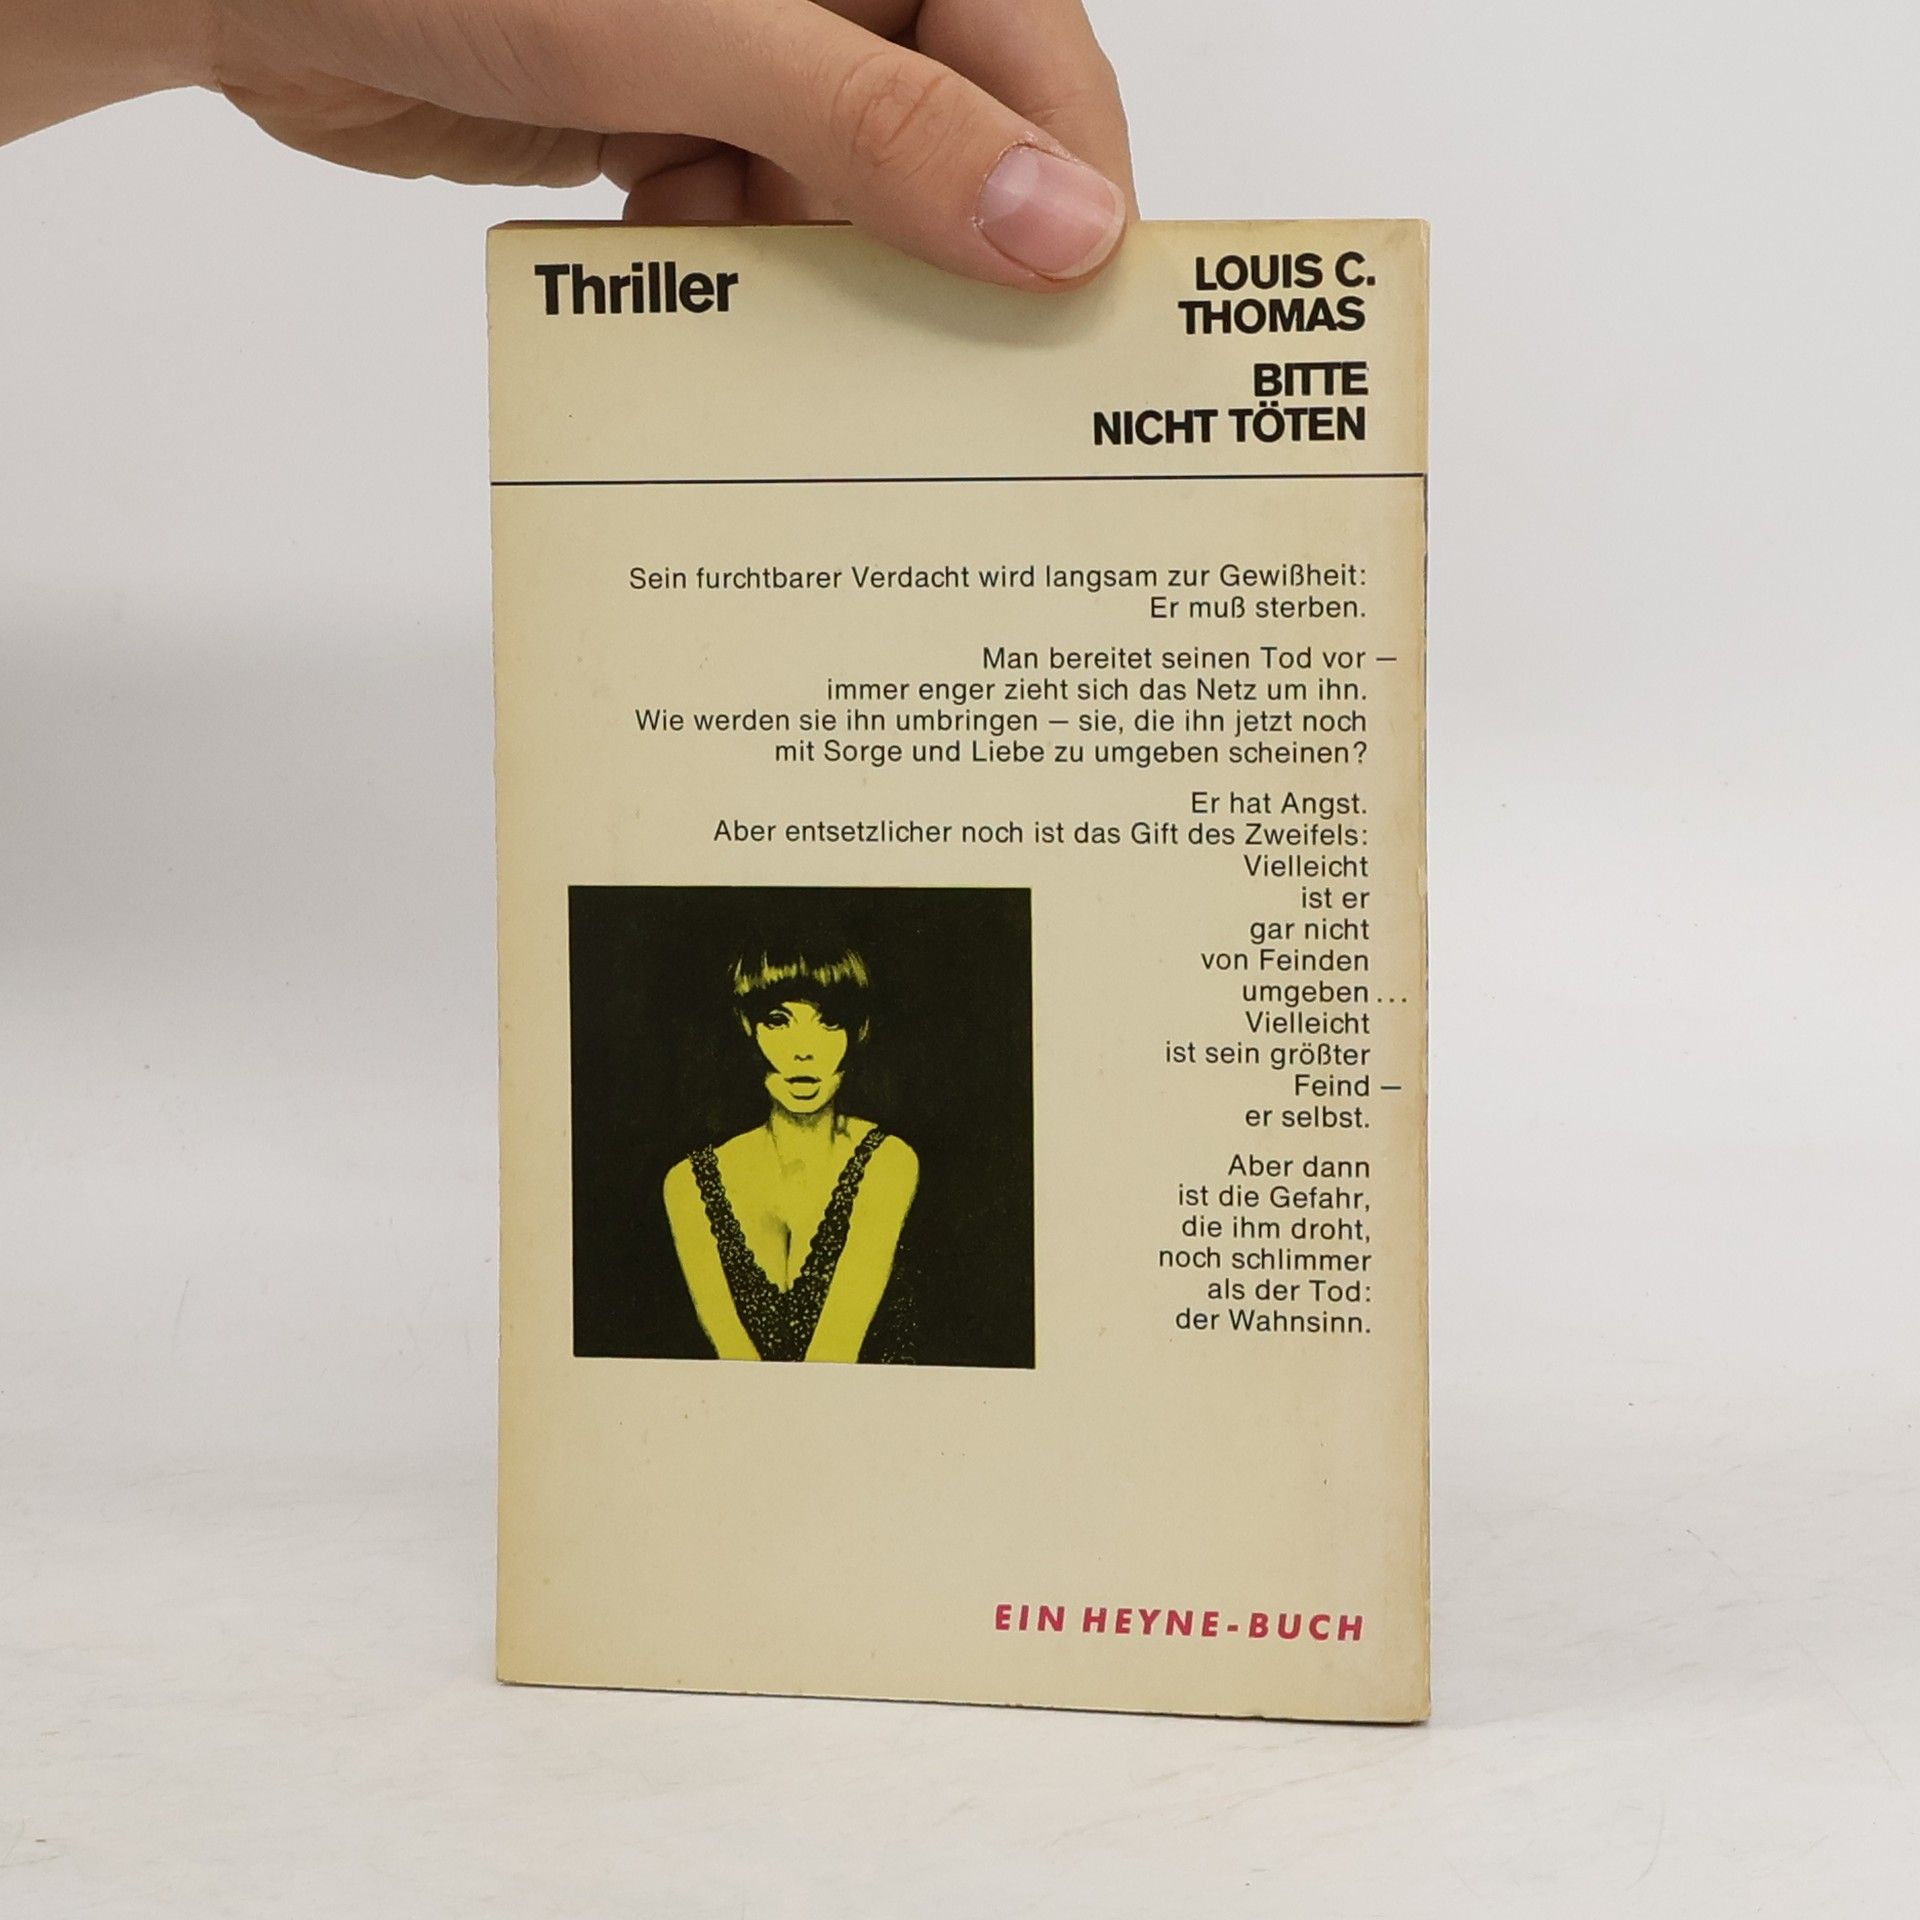 Thriller
LOUIS C.
THOMAS
BITTE
NICHT TÖTEN
Sein furchtbarer Verdacht wird langsam zur Gewißheit:
Er muß sterben.
Man bereitet seinen Tod vor –
immer enger zieht sich das Netz um ihn.
Wie werden sie ihn umbringen – sie, die ihn jetzt noch
mit Sorge und Liebe zu umgeben scheinen?
Er hat Angst.
Aber entsetzlicher noch ist das Gift des Zweifels:
Vielleicht
ist er
gar nicht
von Feinden
umgeben...
Vielleicht
ist sein größter
Feind –
er selbst.
Aber dann
ist die Gefahr,
die ihm droht,
noch schlimmer
als der Tod:
der Wahnsinn.
EIN HEYNE-BUCH